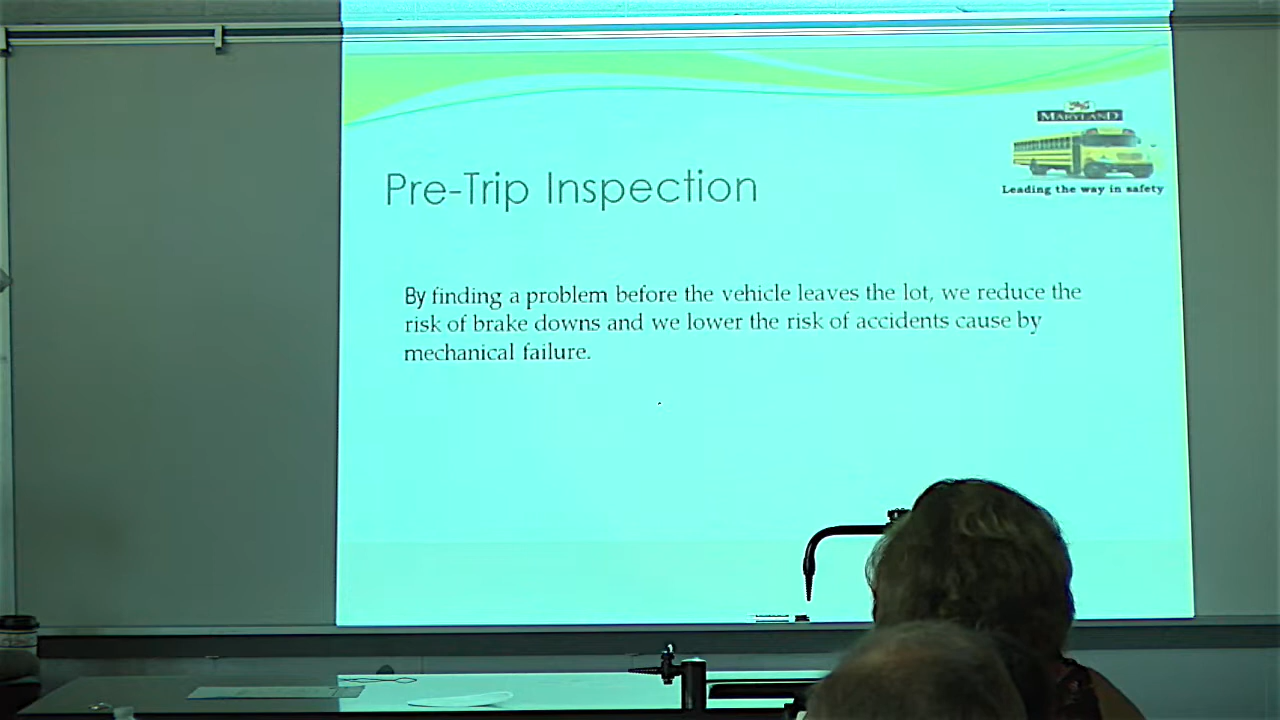 MARYLAND
Leading the way in safety
Pre-Trip Inspection
By finding a problem before the vehicle leaves the lot, we reduce the
risk of brake downs and we lower the risk of accidents cause by
mechanical failure.